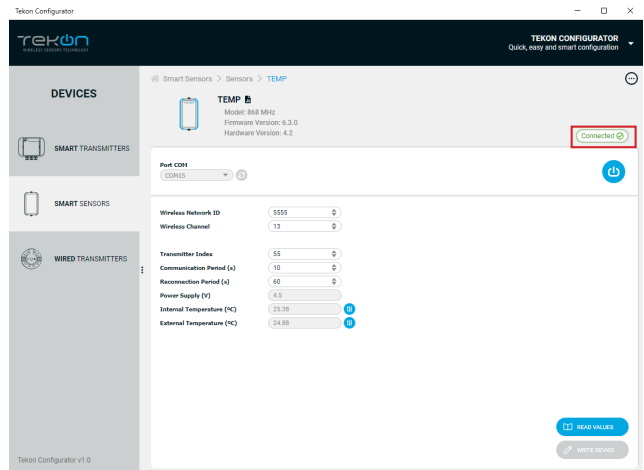 Tekon Configurator
TEKON
WIRELESS SENSORS TECHNOLOGY
TEKON CONFIGURATOR
Quick, easy and smart configuration
DEVICES
SMART TRANSMITTERS
SMART SENSORS
WIRED TRANSMITTERS
Tekon Configurator v1.0
Smart Sensors > Sensors > TEMP
TEMP
Model: 868 MHz
Firmware Version: 6.3.0
Hardware Version: 4.2
Connected
Port COM
COM15
Wireless Network ID 5555
Wireless Channel 13
Transmitter Index 55
Communication Period (s) 10
Reconnection Period (s) 60
Power Supply (V) 4.5
Internal Temperature (ºC) 25.38
External Temperature (ºC) 24.88
READ VALUES
WRITE DEVICE